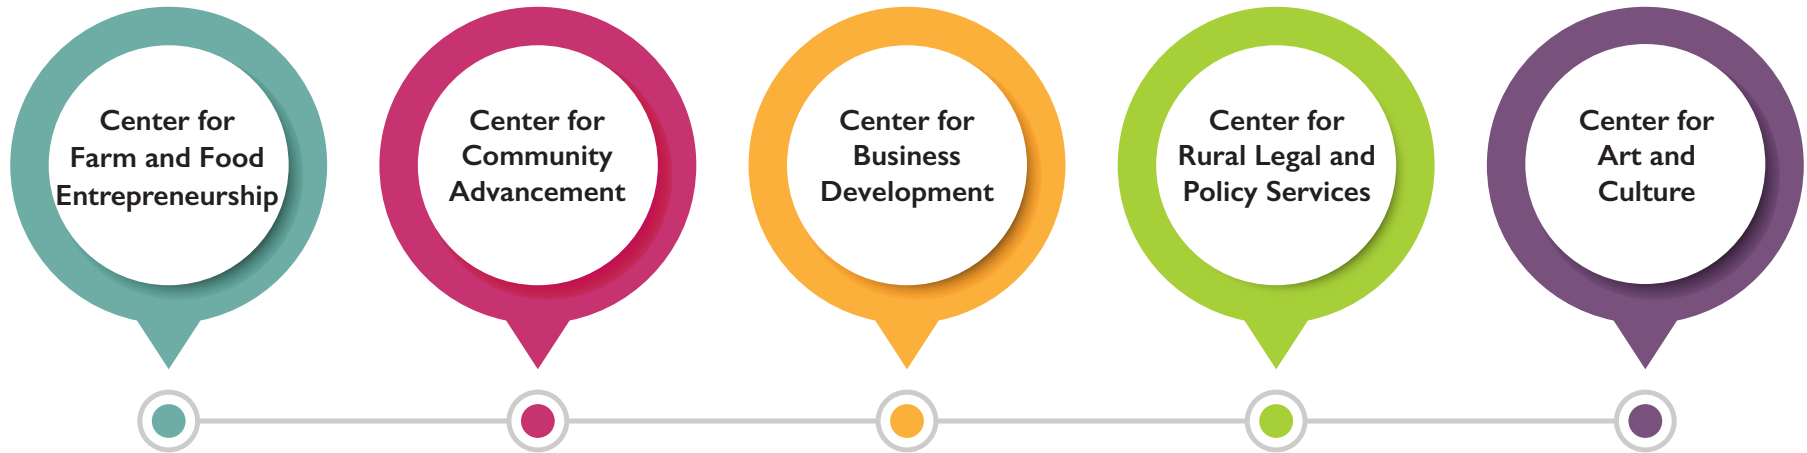 Center for
Farm and Food
Entrepreneurship
Center for
Community
Advancement
Center for
Business
Development
Center for
Rural Legal and
Policy Services
Center for
Art and
Culture